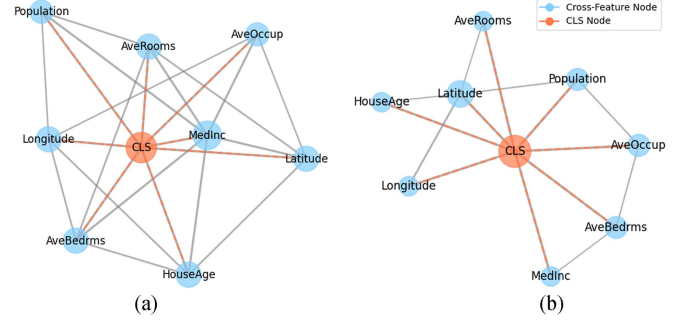 Population
AveRooms
AveOccup
Longitude
CLS
MedInc
Latitude
AveBedrms
HouseAge
(a)
Cross-Feature Node
CLS Node
AveRooms
Population
Latitude
HouseAge
AveOccup
CLS
Longitude
AveBedrms
MedInc
(b)